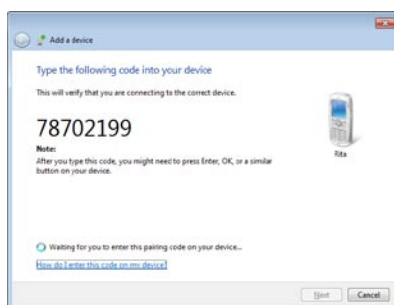 Add a device
Type the following code into your device
This will verify that you are connecting to the correct device.
78702199
Note:
After you type this code, you might need to press Enter, OK, or a similar
button on your device.
Rita
Waiting for you to enter this pairing code on your device...
How do I enter this code on my device?
Next
Cancel